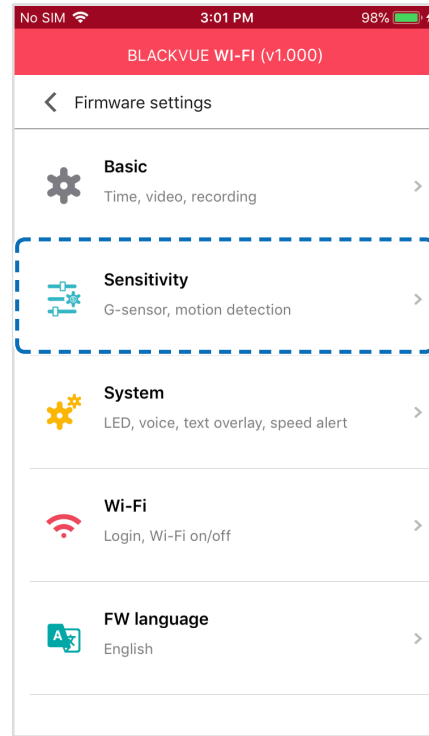 No SIM 3:01 PM 98%
BLACKVUE WI-FI (v1.000)
Firmware settings
Basic
Time, video, recording
Sensitivity
G-sensor, motion detection
System
LED, voice, text overlay, speed alert
Wi-Fi
Login, Wi-Fi on/off
A
FW language
English